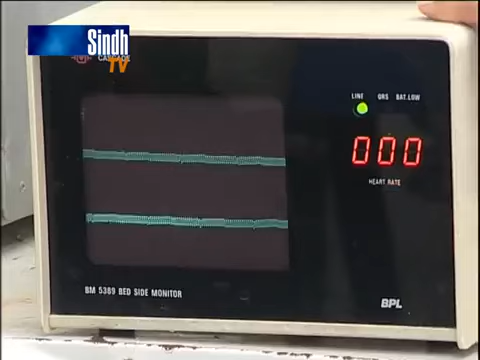 Sindh
TV
LINE QRS BAT.LOW
000
HEART RATE
BM 5389 BED SIDE MONITOR
BPL